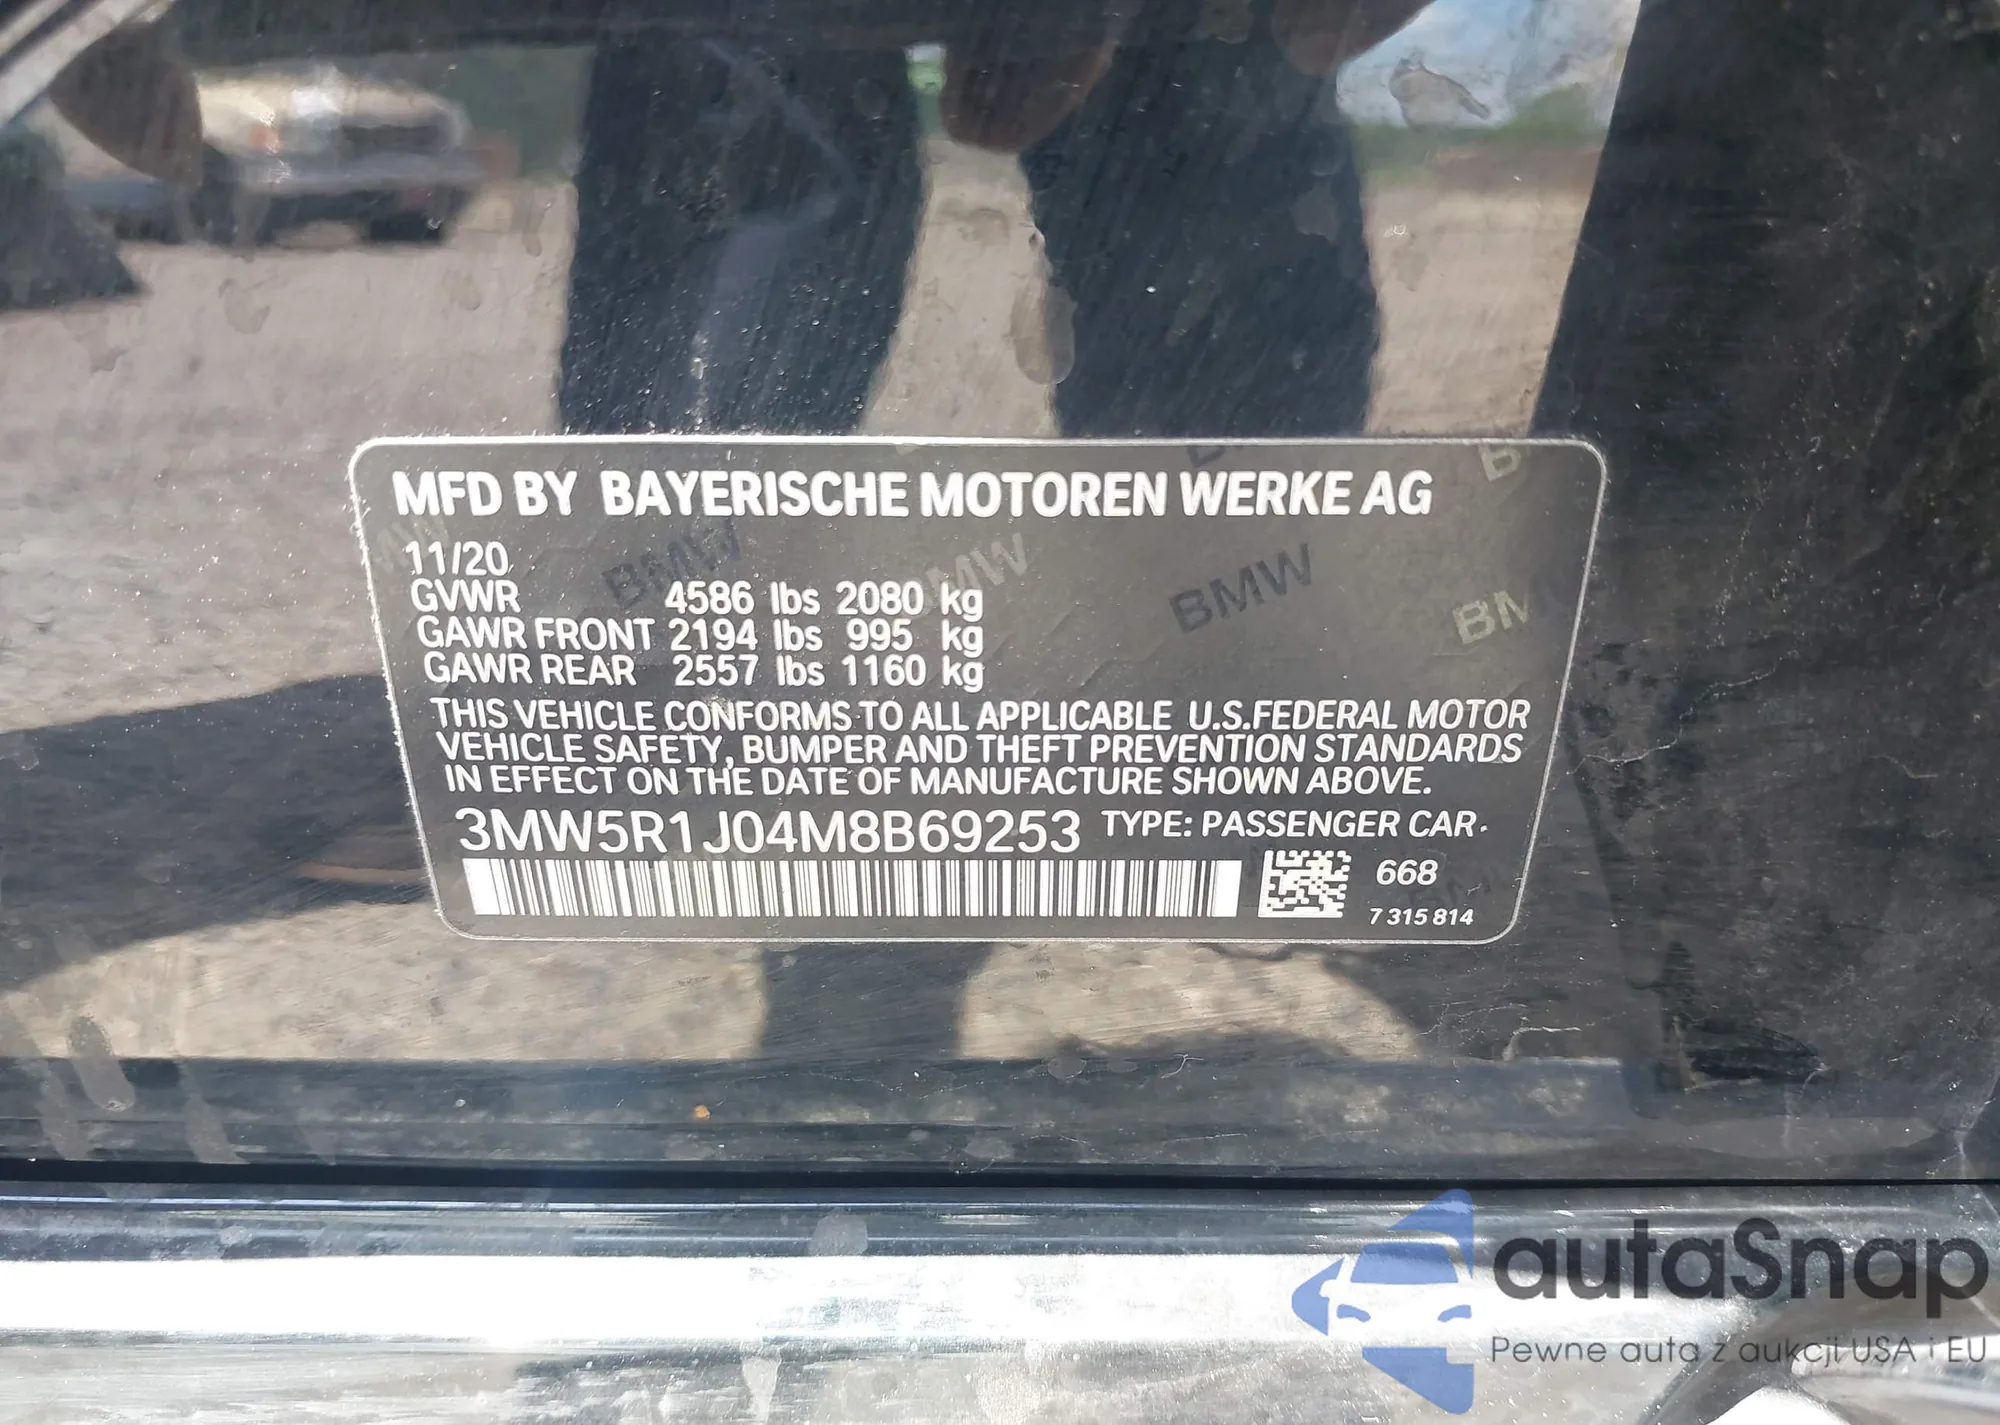 MFD BY BAYERISCHE MOTOREN WERKE AG
11/20
GVWR 4586 lbs 2080 kg
GAWR FRONT 2194 lbs 995 kg
GAWR REAR 2557 lbs 1160 kg
THIS VEHICLE CONFORMS TO ALL APPLICABLE U.S.FEDERAL MOTOR
VEHICLE SAFETY, BUMPER AND THEFT PREVENTION STANDARDS
IN EFFECT ON THE DATE OF MANUFACTURE SHOWN ABOVE.
3MW5R1J04M8B69253 TYPE: PASSENGER CAR
668
7 315 814
BMW BMW BMW
autaSnap
Pewne auta z aukcji USA i EU